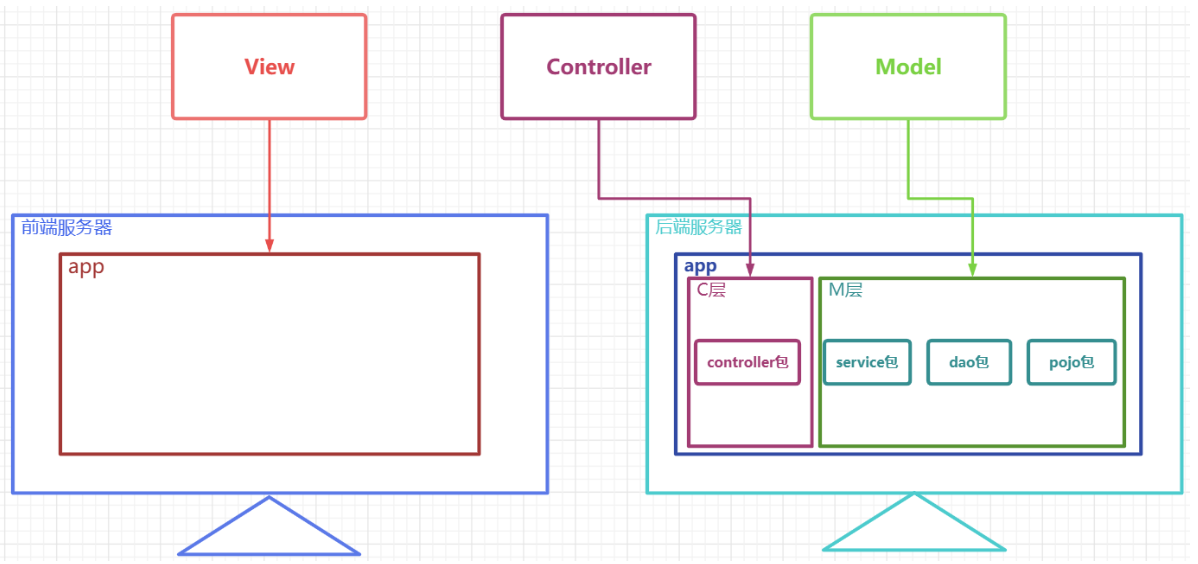 View
Controller
Model
前端服务器
app
后端服务器
app
C层
M层
controller包
service包
dao包
pojo包